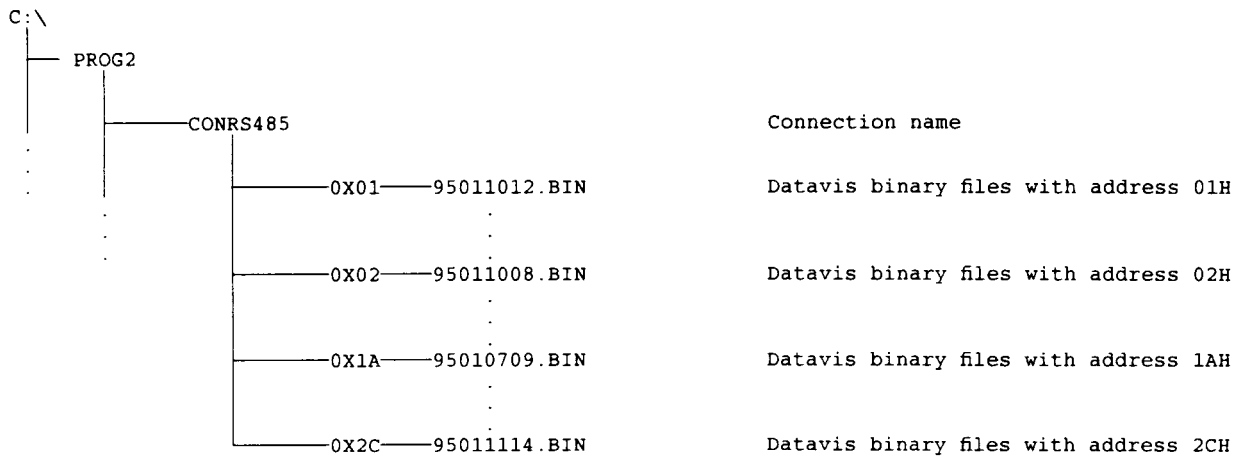 C:\
PROG2
CONRS485 Connection name
0X01 95011012.BIN Datavis binary files with address 01H
0X02 95011008.BIN Datavis binary files with address 02H
0X1A 95010709.BIN Datavis binary files with address 1AH
0X2C 95011114.BIN Datavis binary files with address 2CH